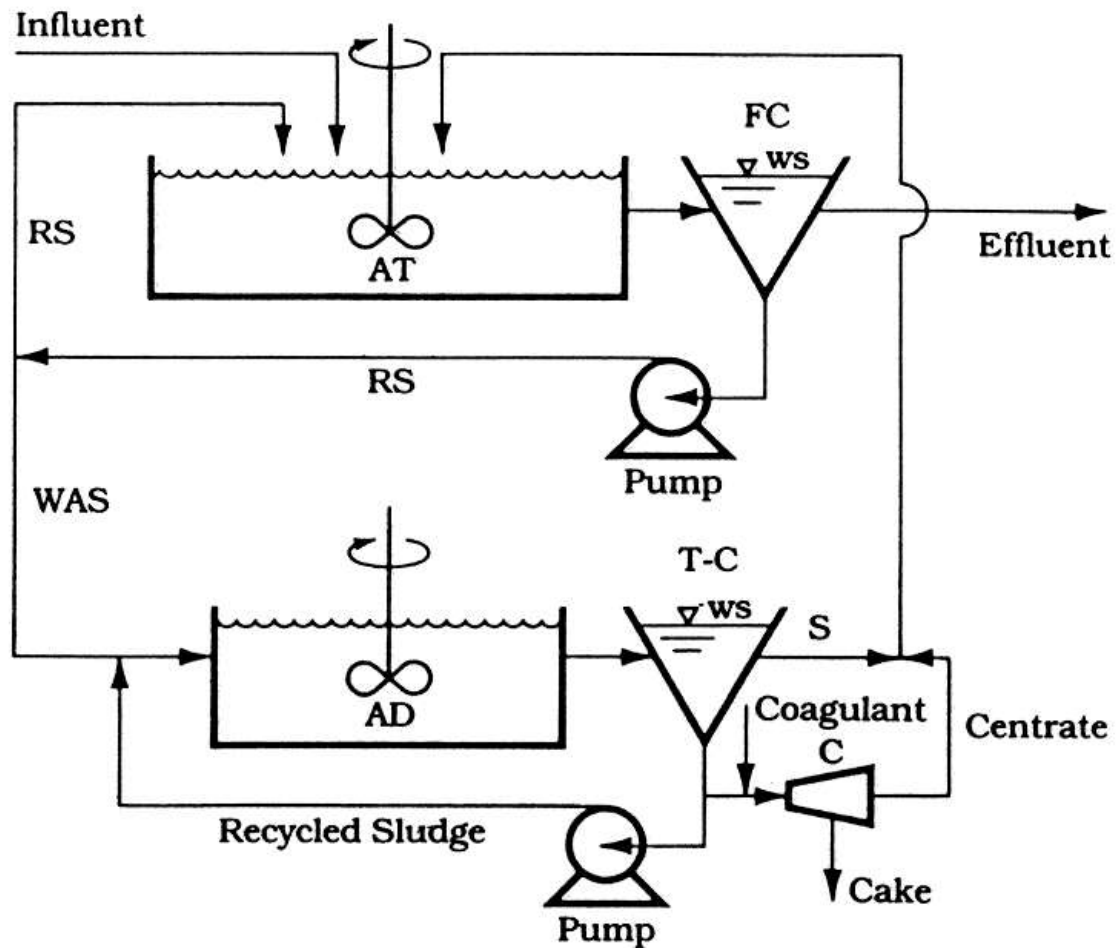 Influent
FC
ws
RS
AT
Effluent
RS
Pump
WAS
T-C
ws
S
AD
Coagulant
C
Centrate
Recycled Sludge
Cake
Pump